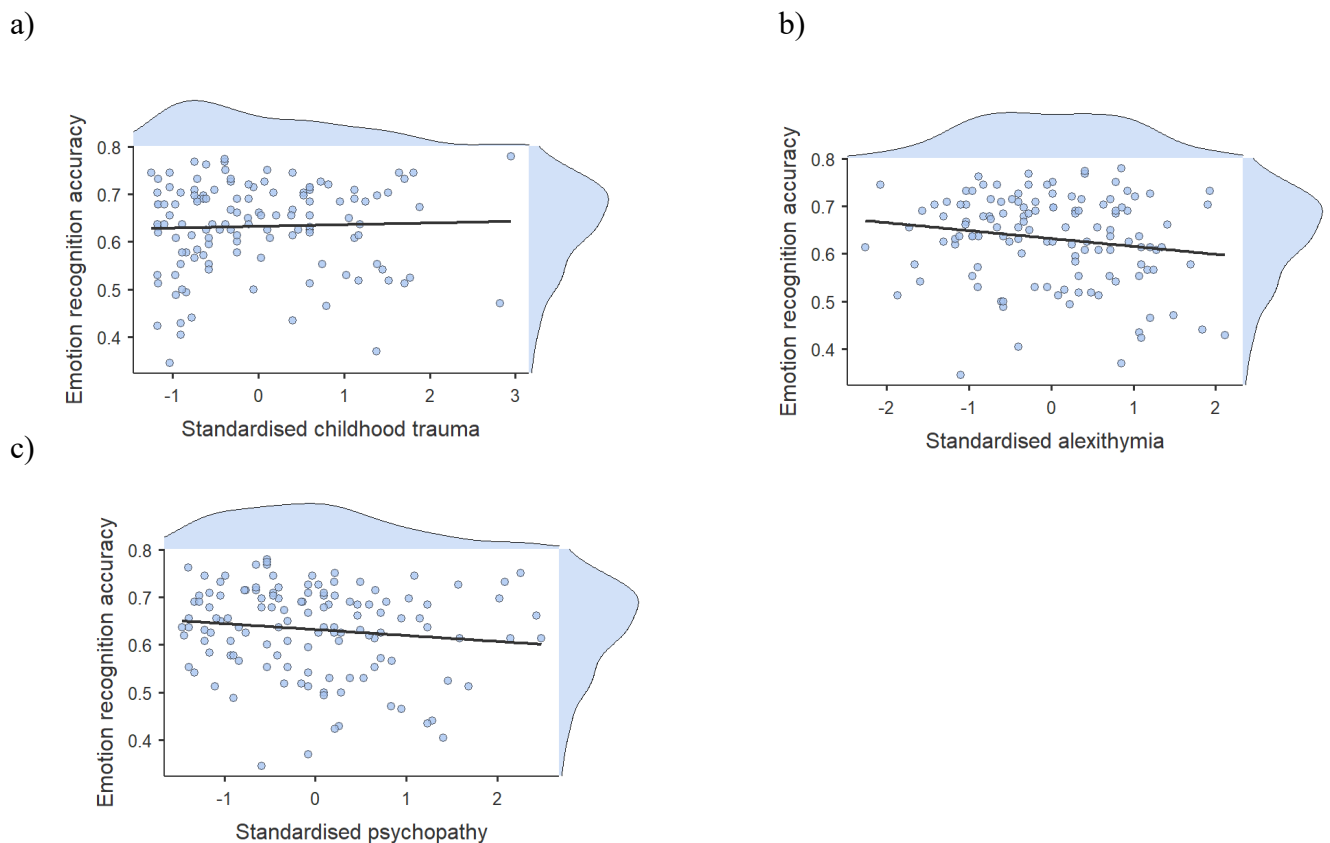 a)
Emotion recognition accuracy
0.8
0.7
0.6
0.5
0.4
-1 0 1 2 3
Standardised childhood trauma
b)
Emotion recognition accuracy
0.8
0.7
0.6
0.5
0.4
-2 -1 0 1 2
Standardised alexithymia
c)
Emotion recognition accuracy
0.8
0.7
0.6
0.5
0.4
-1 0 1 2
Standardised psychopathy